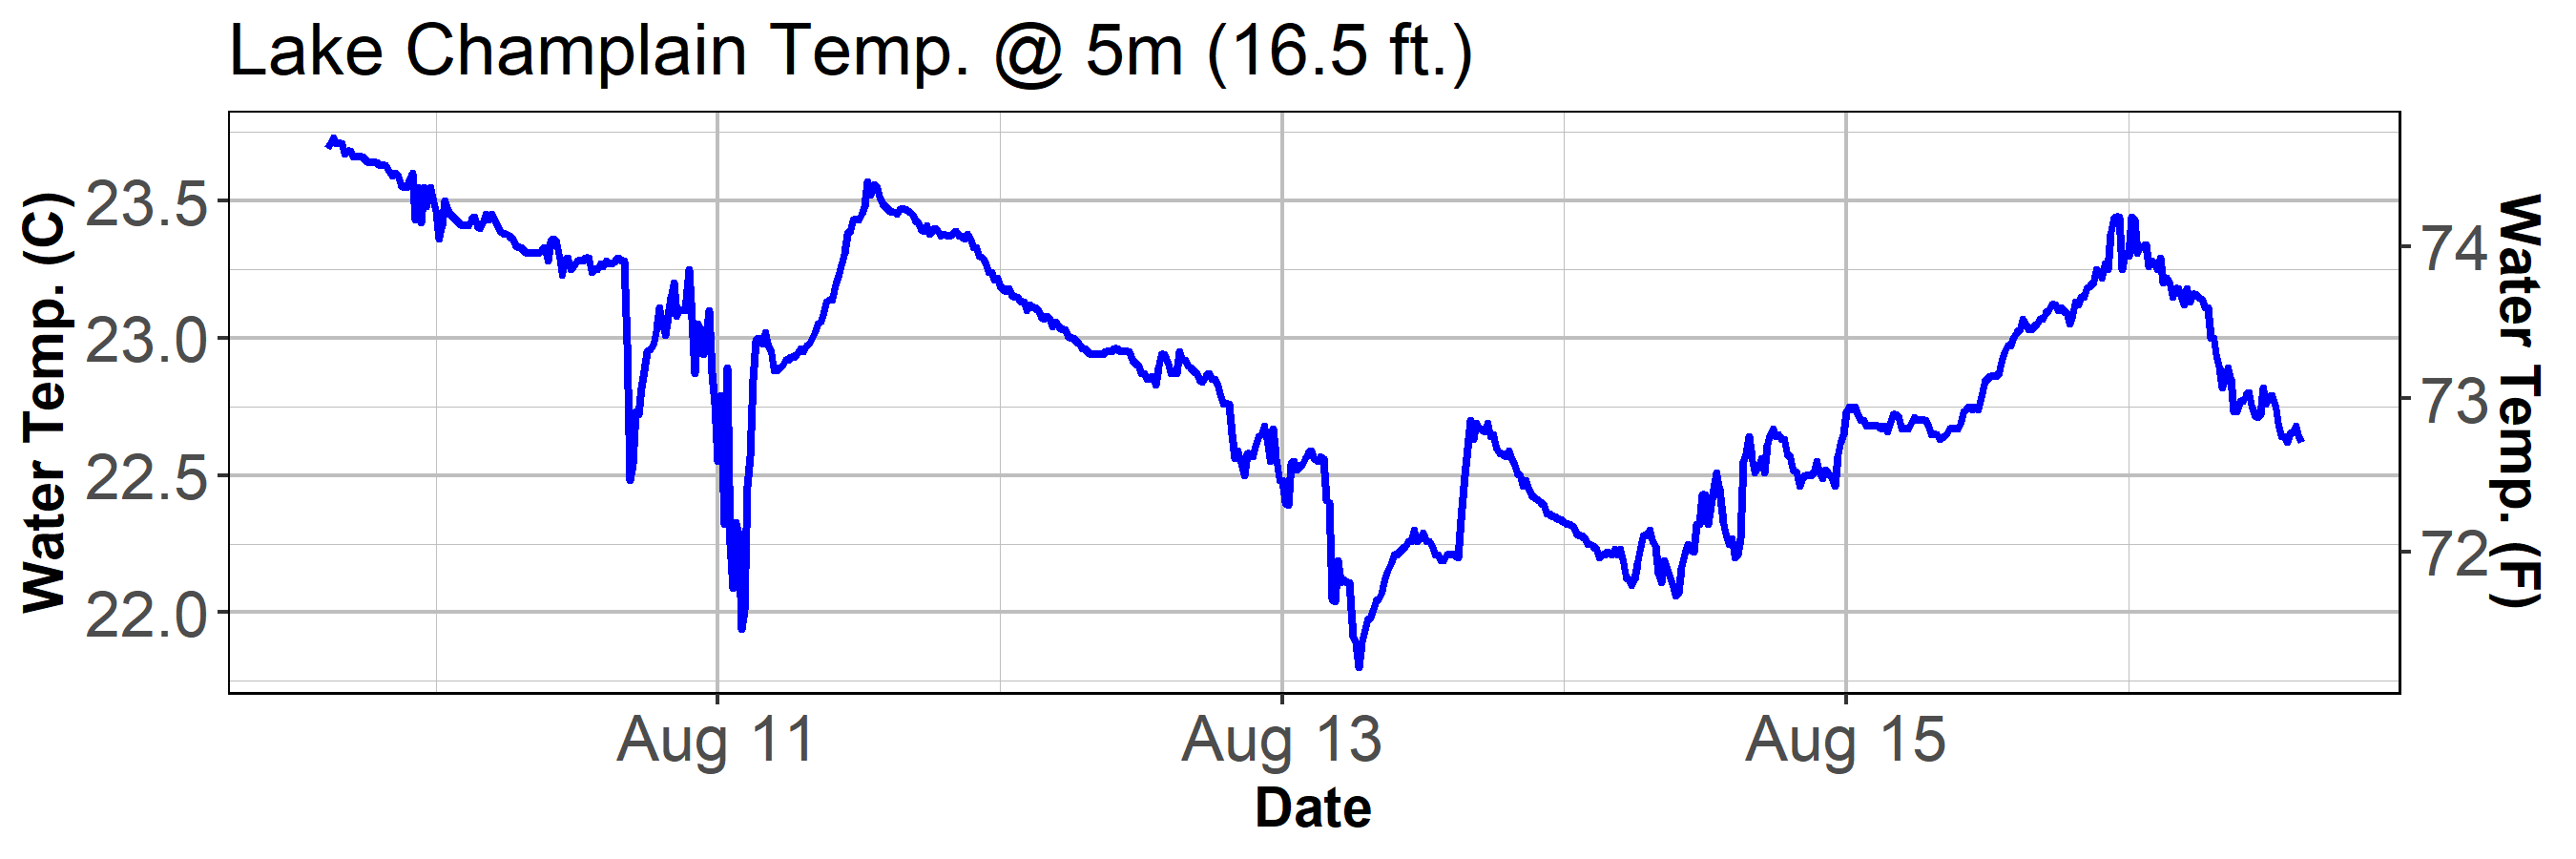 Lake Champlain Temp. @ 5m (16.5 ft.)
Water Temp. (C)
23.5
23.0
22.5
22.0
74
73
72
Water Temp. (F)
Aug 11
Aug 13
Aug 15
Date